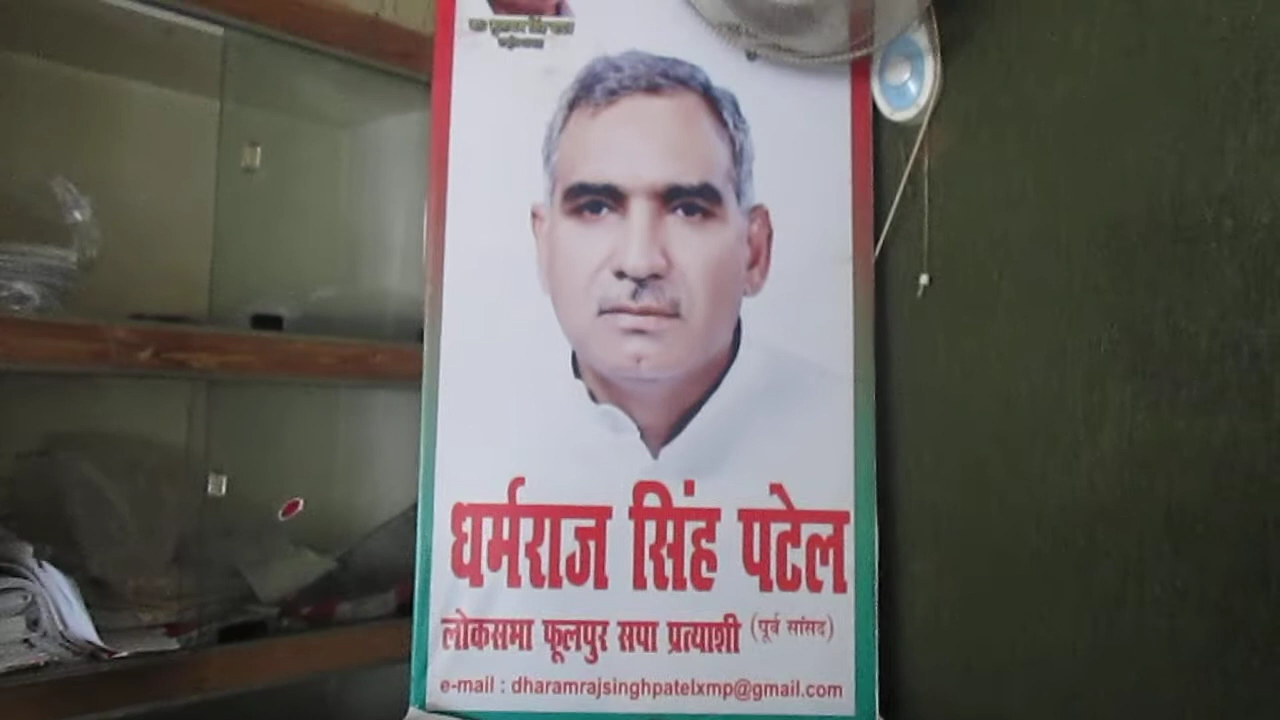 धर्मराज सिंह पटेल
लोकसभा फूलपुर सपा प्रत्याशी (पूर्व सांसद)
e-mail : dharamrajsinghpatelxmp@gmail.com